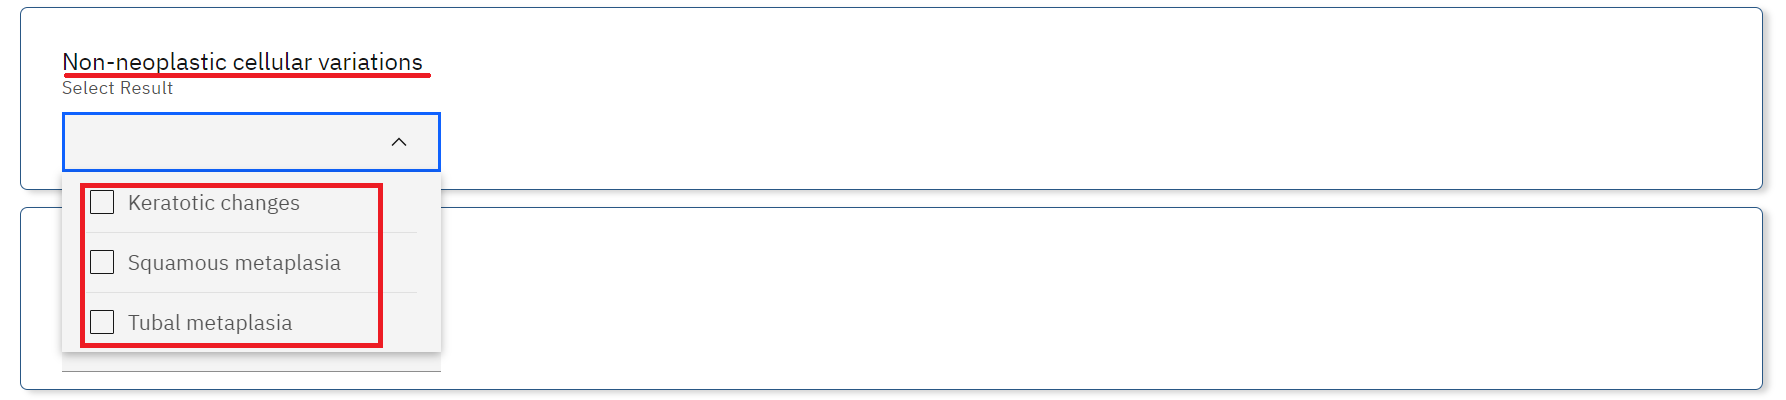 Non-neoplastic cellular variations
Select Result
Keratotic changes
Squamous metaplasia
Tubal metaplasia